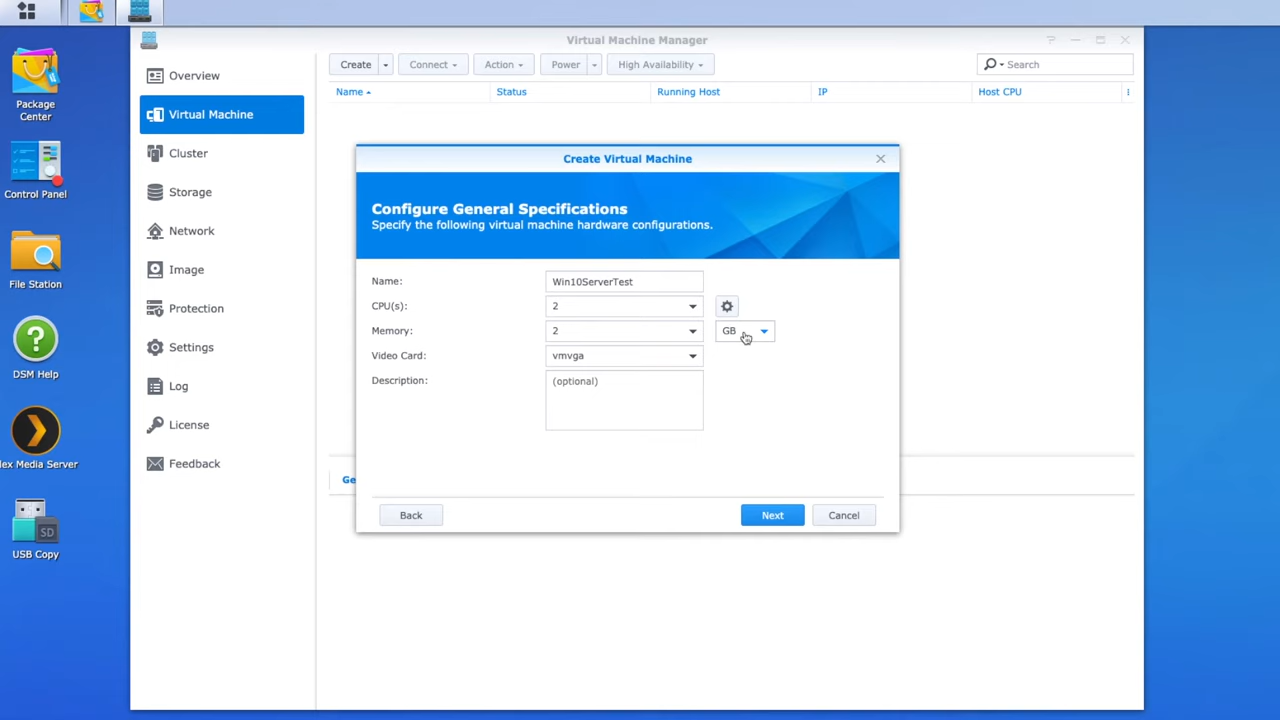 Virtual Machine Manager
Package
Center
Control Panel
File Station
DSM Help
lex Media Server
SD
USB Copy
Overview
Virtual Machine
Cluster
Storage
Network
Image
Protection
Settings
Log
License
Feedback
Create Connect Action Power High Availability Search
Name Status Running Host IP Host CPU
Create Virtual Machine
Configure General Specifications
Specify the following virtual machine hardware configurations.
Name: Win10ServerTest
CPU(s): 2
Memory: 2 GB
Video Card: vmvga
Description: (optional)
Ge
Back Next Cancel